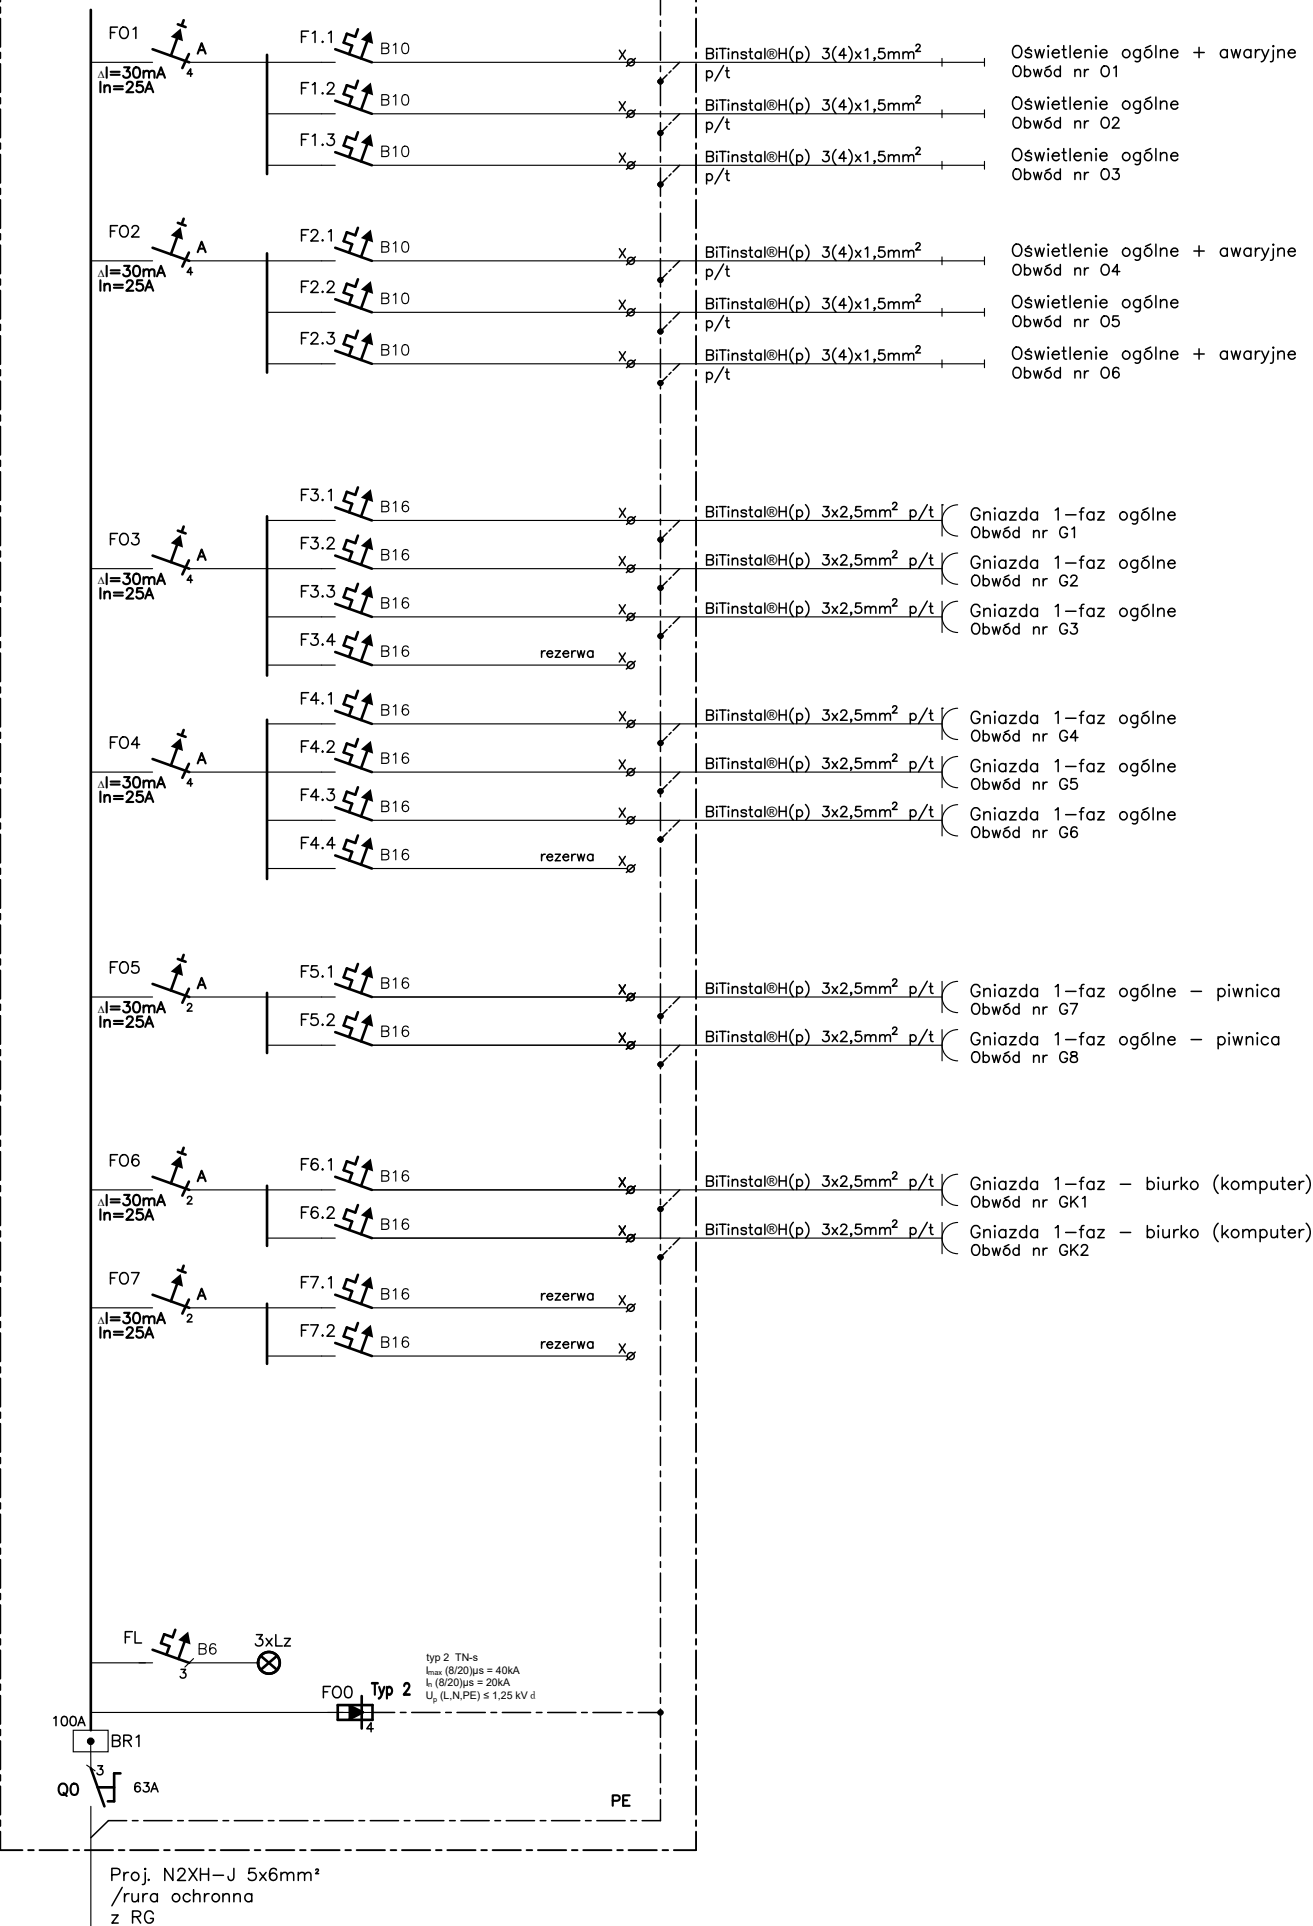 FO1
A
4
ΔI=30mA
In=25A
F1.1
B10
X
BiTinstal®H(p) 3(4)x1,5mm²
p/t
Oświetlenie ogólne + awaryjne
Obwód nr O1
F1.2
B10
X
BiTinstal®H(p) 3(4)x1,5mm²
p/t
Oświetlenie ogólne
Obwód nr O2
F1.3
B10
X
BiTinstal®H(p) 3(4)x1,5mm²
p/t
Oświetlenie ogólne
Obwód nr O3
FO2
A
4
ΔI=30mA
In=25A
F2.1
B10
X
BiTinstal®H(p) 3(4)x1,5mm²
p/t
Oświetlenie ogólne + awaryjne
Obwód nr O4
F2.2
B10
X
BiTinstal®H(p) 3(4)x1,5mm²
p/t
Oświetlenie ogólne
Obwód nr O5
F2.3
B10
X
BiTinstal®H(p) 3(4)x1,5mm²
p/t
Oświetlenie ogólne + awaryjne
Obwód nr O6
FO3
A
4
ΔI=30mA
In=25A
F3.1
B16
X
BiTinstal®H(p) 3x2,5mm² p/t
Gniazda 1-faz ogólne
Obwód nr G1
F3.2
B16
X
BiTinstal®H(p) 3x2,5mm² p/t
Gniazda 1-faz ogólne
Obwód nr G2
F3.3
B16
X
BiTinstal®H(p) 3x2,5mm² p/t
Gniazda 1-faz ogólne
Obwód nr G3
F3.4
B16
rezerwa
X
FO4
A
4
ΔI=30mA
In=25A
F4.1
B16
X
BiTinstal®H(p) 3x2,5mm² p/t
Gniazda 1-faz ogólne
Obwód nr G4
F4.2
B16
X
BiTinstal®H(p) 3x2,5mm² p/t
Gniazda 1-faz ogólne
Obwód nr G5
F4.3
B16
X
BiTinstal®H(p) 3x2,5mm² p/t
Gniazda 1-faz ogólne
Obwód nr G6
F4.4
B16
rezerwa
X
FO5
A
2
ΔI=30mA
In=25A
F5.1
B16
X
BiTinstal®H(p) 3x2,5mm² p/t
Gniazda 1-faz ogólne - piwnica
Obwód nr G7
F5.2
B16
X
BiTinstal®H(p) 3x2,5mm² p/t
Gniazda 1-faz ogólne - piwnica
Obwód nr G8
FO6
A
2
ΔI=30mA
In=25A
F6.1
B16
X
BiTinstal®H(p) 3x2,5mm² p/t
Gniazda 1-faz - biurko (komputer)
Obwód nr GK1
F6.2
B16
X
BiTinstal®H(p) 3x2,5mm² p/t
Gniazda 1-faz - biurko (komputer)
Obwód nr GK2
FO7
A
2
ΔI=30mA
In=25A
F7.1
B16
rezerwa
X
F7.2
B16
rezerwa
X
FL
3
B6
3xLz
FOO
Typ 2
4
typ 2 TN-s
Imax (8/20)µs = 40kA
In (8/20)µs = 20kA
Up (L,N,PE) ≤ 1,25 kV d
100A
BR1
3
Q0
63A
PE
Proj. N2XH-J 5x6mm²
/rura ochronna
z RG